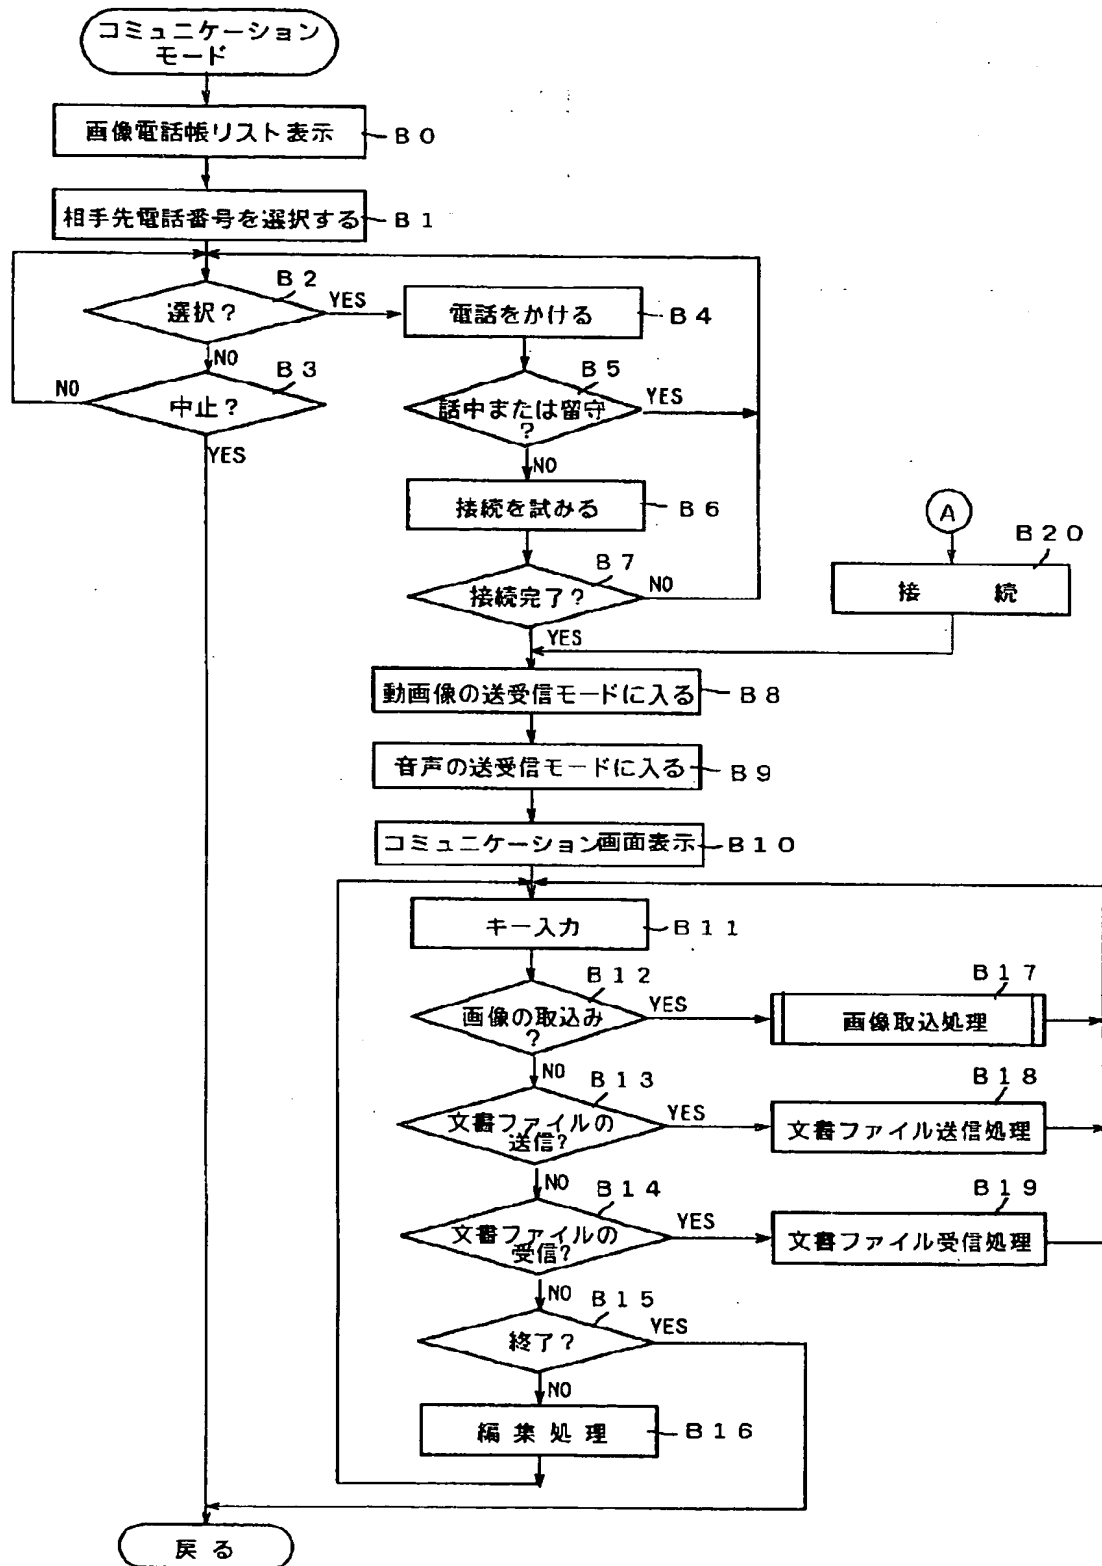 コミュニケーション
モード
画像電話帳リスト表示
B0
相手先電話番号を選択する
B1
B2
選択?
YES
電話をかける
B4
NO
B3
B5
NO
中止?
話中または留守
?
YES
YES
NO
接続を試みる
B6
A
B20
B7
接続完了?
NO
接続
YES
動画像の送受信モードに入る
B8
音声の送受信モードに入る
B9
コミュニケーション画面表示
B10
キー入力
B11
B12
画像の取込み
?
YES
B17
画像取込処理
NO
B13
文書ファイルの
送信?
YES
B18
文書ファイル送信処理
NO
B14
文書ファイルの
受信?
YES
B19
文書ファイル受信処理
NO
B15
終了?
YES
NO
編集処理
B16
戻る